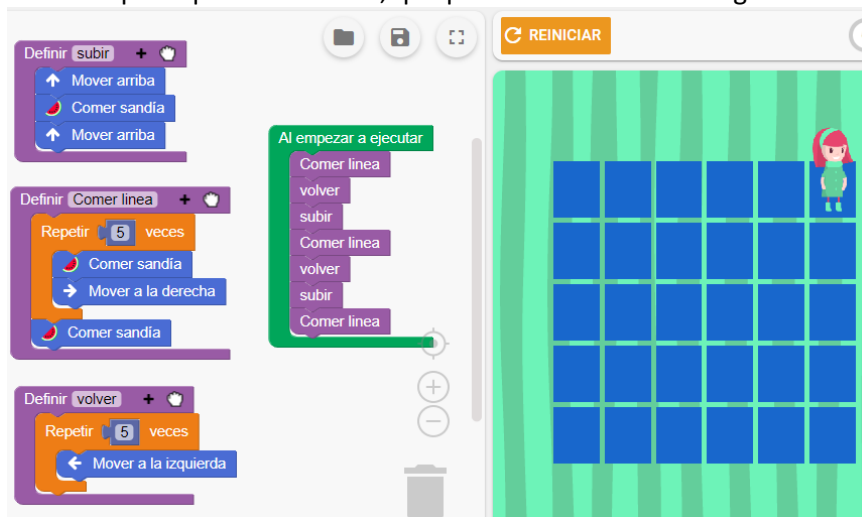 REINICIAR
Definir subir +
Mover arriba
Comer sandía
Mover arriba
Definir Comer linea +
Repetir 5 veces
Comer sandía
Mover a la derecha
Comer sandía
Definir volver +
Repetir 5 veces
Mover a la izquierda
Al empezar a ejecutar
Comer linea
volver
subir
Comer linea
volver
subir
Comer linea